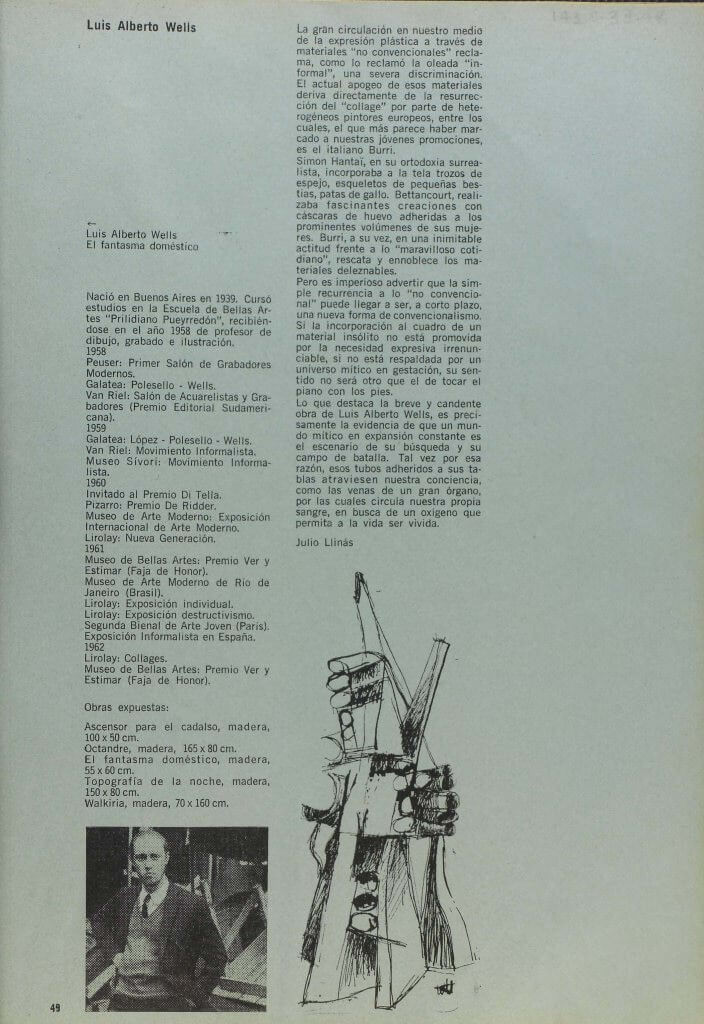 Luis Alberto Wells
←
Luis Alberto Wells
El fantasma doméstico
Nació en Buenos Aires en 1939. Cursó
estudios en la Escuela de Bellas Ar-
tes "Prilidiano Pueyrredón", recibién-
dose en el año 1958 de profesor de
dibujo, grabado e ilustración.
1958
Peuser: Primer Salón de Grabadores
Modernos.
Galatea: Polesello - Wells.
Van Riel: Salón de Acuarelistas y Gra-
badores (Premio Editorial Sudameri-
cana).
1959
Galatea: López - Polesello - Wells.
Van Riel: Movimiento Informalista.
Museo Sívori: Movimiento Informa-
lista.
1960
Invitado al Premio Di Tella.
Pizarro: Premio De Ridder.
Museo de Arte Moderno: Exposición
Internacional de Arte Moderno.
Lirolay: Nueva Generación.
1961
Museo de Bellas Artes: Premio Ver y
Estimar (Faja de Honor).
Museo de Arte Moderno de Rio de
Janeiro (Brasil).
Lirolay: Exposición individual.
Lirolay: Exposición destructivismo.
Segunda Bienal de Arte Joven (París).
Exposición Informalista en España.
1962
Lirolay: Collages.
Museo de Bellas Artes: Premio Ver y
Estimar (Faja de Honor).
Obras expuestas:
Ascensor para el cadalso, madera,
100 x 50 cm.
Octandre, madera, 165 x 80 cm.
El fantasma doméstico, madera,
55 x 60 cm.
Topografía de la noche, madera,
150 x 80 cm.
Walkiria, madera, 70 x 160 cm.
49
La gran circulación en nuestro medio
de la expresión plástica a través de
materiales "no convencionales" recla-
ma, como lo reclamó la oleada "in-
formal", una severa discriminación.
El actual apogeo de esos materiales
deriva directamente de la resurrec-
ción del "collage" por parte de hete-
rogéneos pintores europeos, entre los
cuales, el que más parece haber mar-
cado a nuestras jóvenes promociones,
es el italiano Burri.
Simon Hantaï, en su ortodoxia surrea-
lista, incorporaba a la tela trozos de
espejo, esqueletos de pequeñas bes-
tias, patas de gallo. Bettancourt, reali-
zaba fascinantes creaciones con
cáscaras de huevo adheridas a los
prominentes volúmenes de sus muje-
res. Burri, a su vez, en una inimitable
actitud frente a lo "maravilloso coti-
diano", rescata y ennoblece los ma-
teriales deleznables.
Pero es imperioso advertir que la sim-
ple recurrencia a lo "no convencio-
nal" puede llegar a ser, a corto plazo,
una nueva forma de convencionalismo.
Si la incorporación al cuadro de un
material insólito no está promovida
por la necesidad expresiva irrenun-
ciable, si no está respaldada por un
universo mítico en gestación, su sen-
tido no será otro que el de tocar el
piano con los pies.
Lo que destaca la breve y candente
obra de Luis Alberto Wells, es preci-
samente la evidencia de que un mun-
do mítico en expansión constante es
el escenario de su búsqueda y su
campo de batalla. Tal vez por esa
razón, esos tubos adheridos a sus ta-
blas atraviesen nuestra conciencia,
como las venas de un gran órgano,
por las cuales circula nuestra propia
sangre, en busca de un oxígeno que
permita a la vida ser vivida.
Julio Llinás